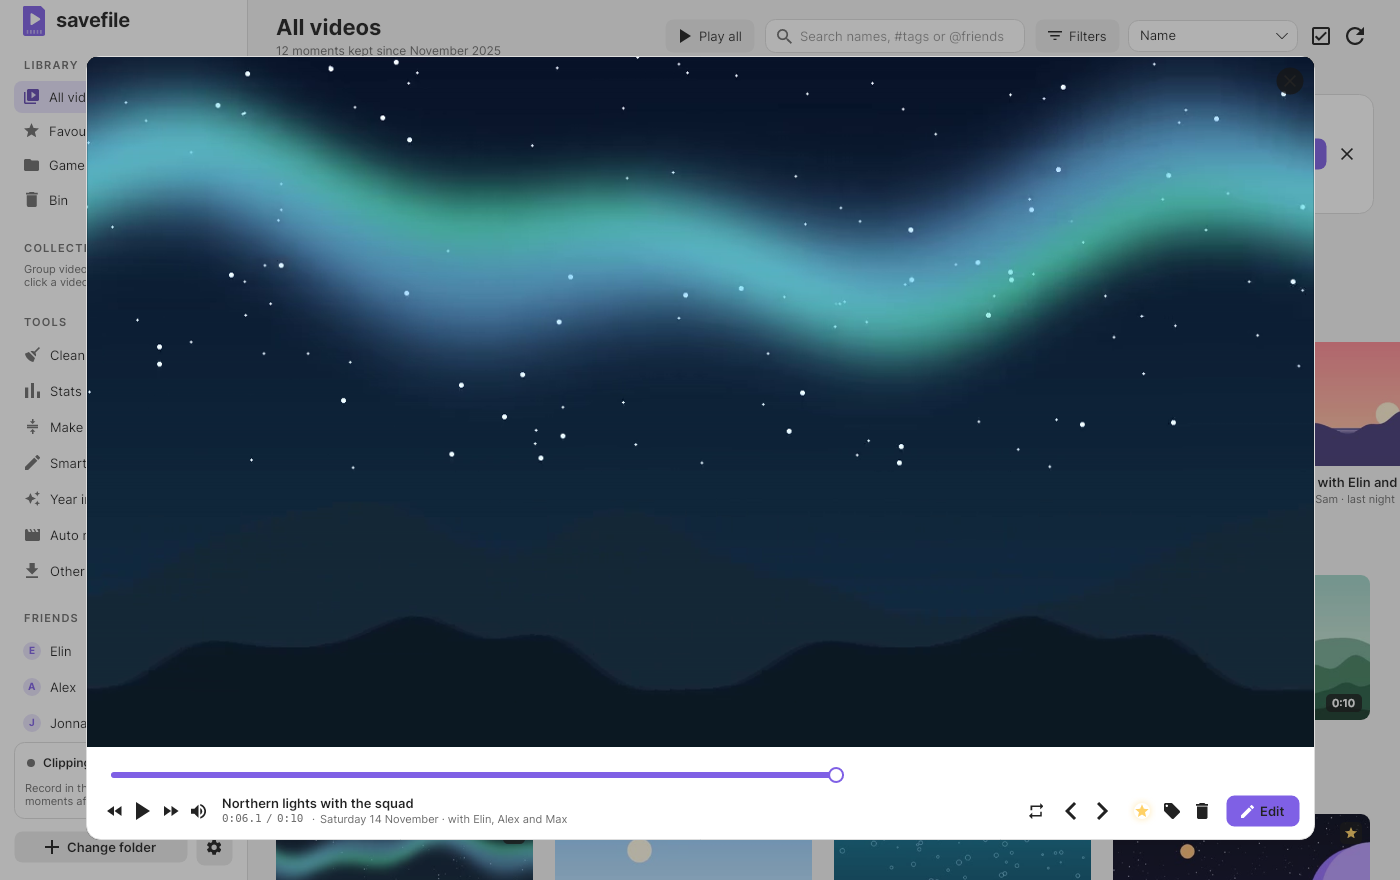 savefile
All videos
12 moments kept since November 2025
Play all
Search names, #tags or @friends
Filters
Name
LIBRARY
All vid
Favou
Game
Bin
COLLECTI
Group video
click a video
TOOLS
Clean
Stats
Make
Smart
Year i
Auto r
Other
FRIENDS
E Elin
A Alex
J Jonna
Clipping
Record in th
moments af
Change folder
with Elin and
Sam · last night
0:10
Northern lights with the squad
0:06.1 / 0:10 · Saturday 14 November · with Elin, Alex and Max
Edit